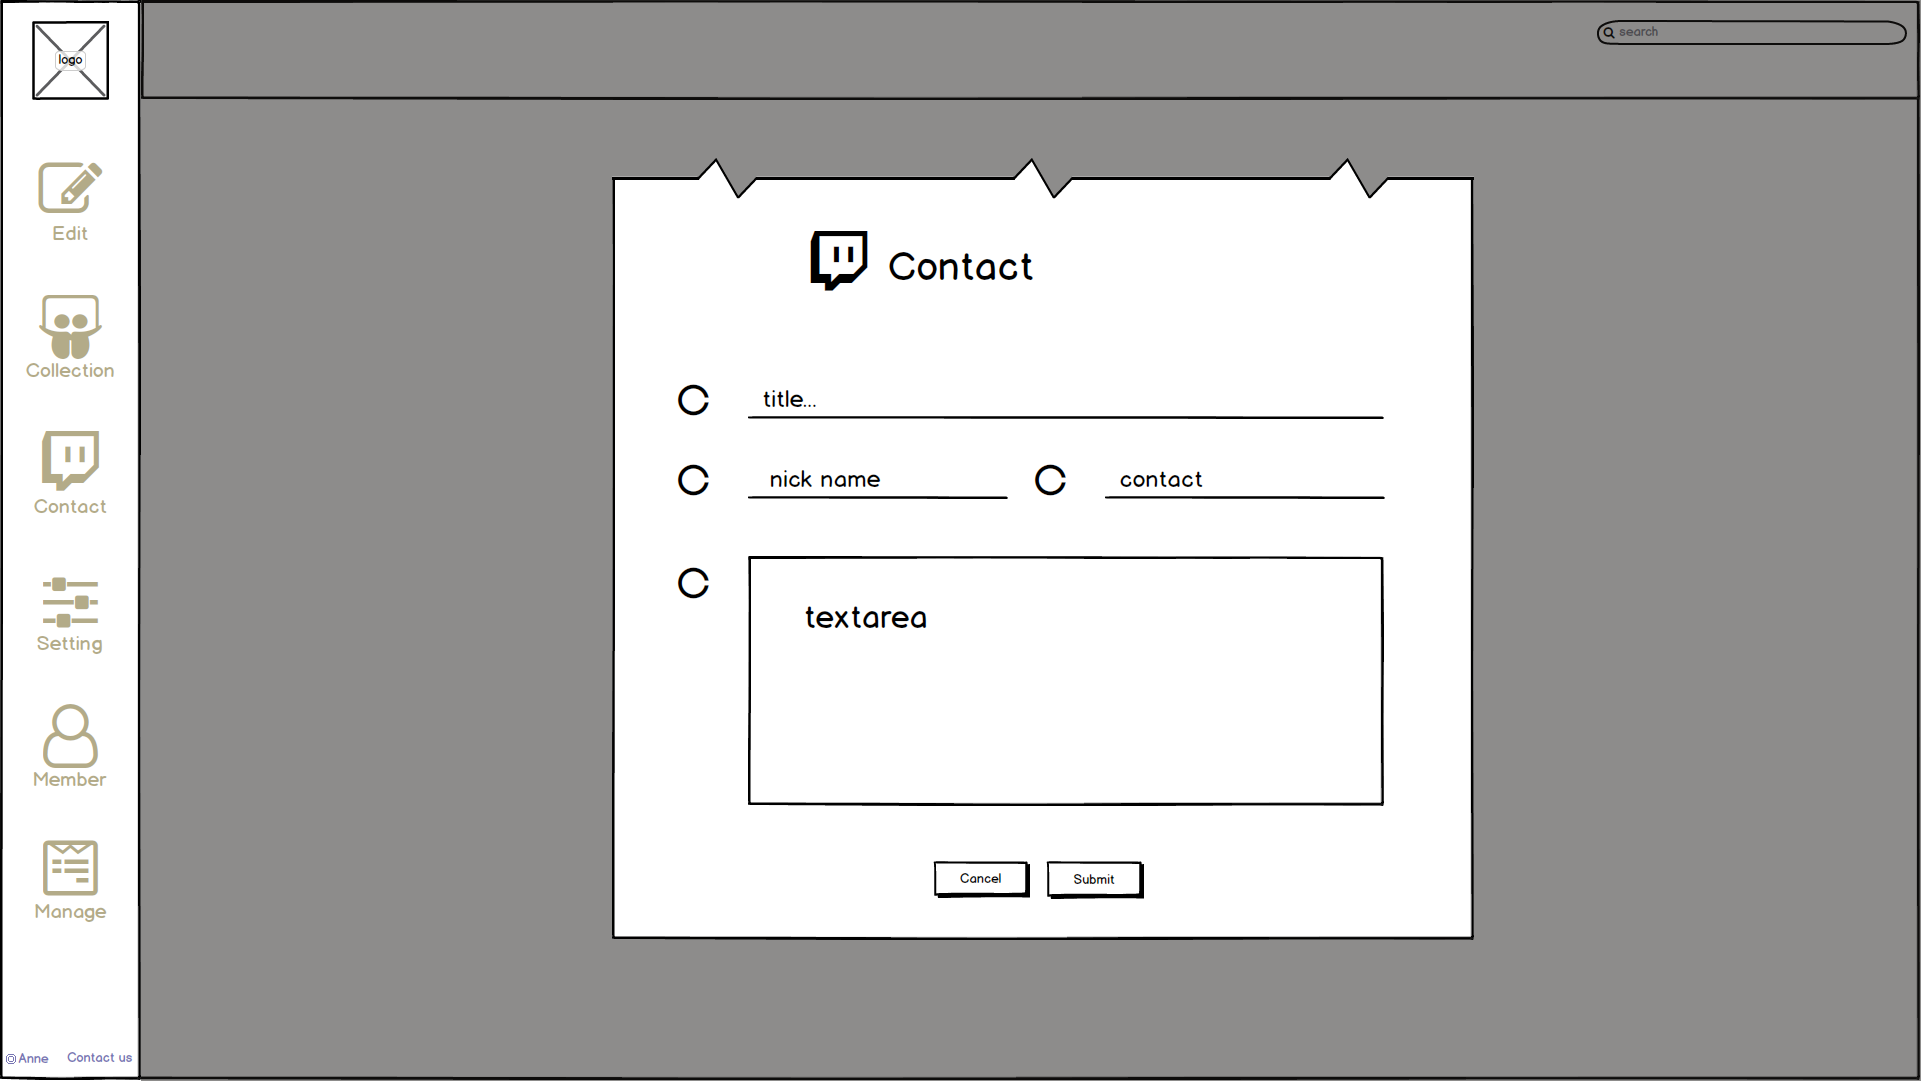 logo
search
Edit
Collection
Contact
Setting
Member
Manage
© Anne Contact us
Contact
title...
nick name contact
textarea
Cancel Submit